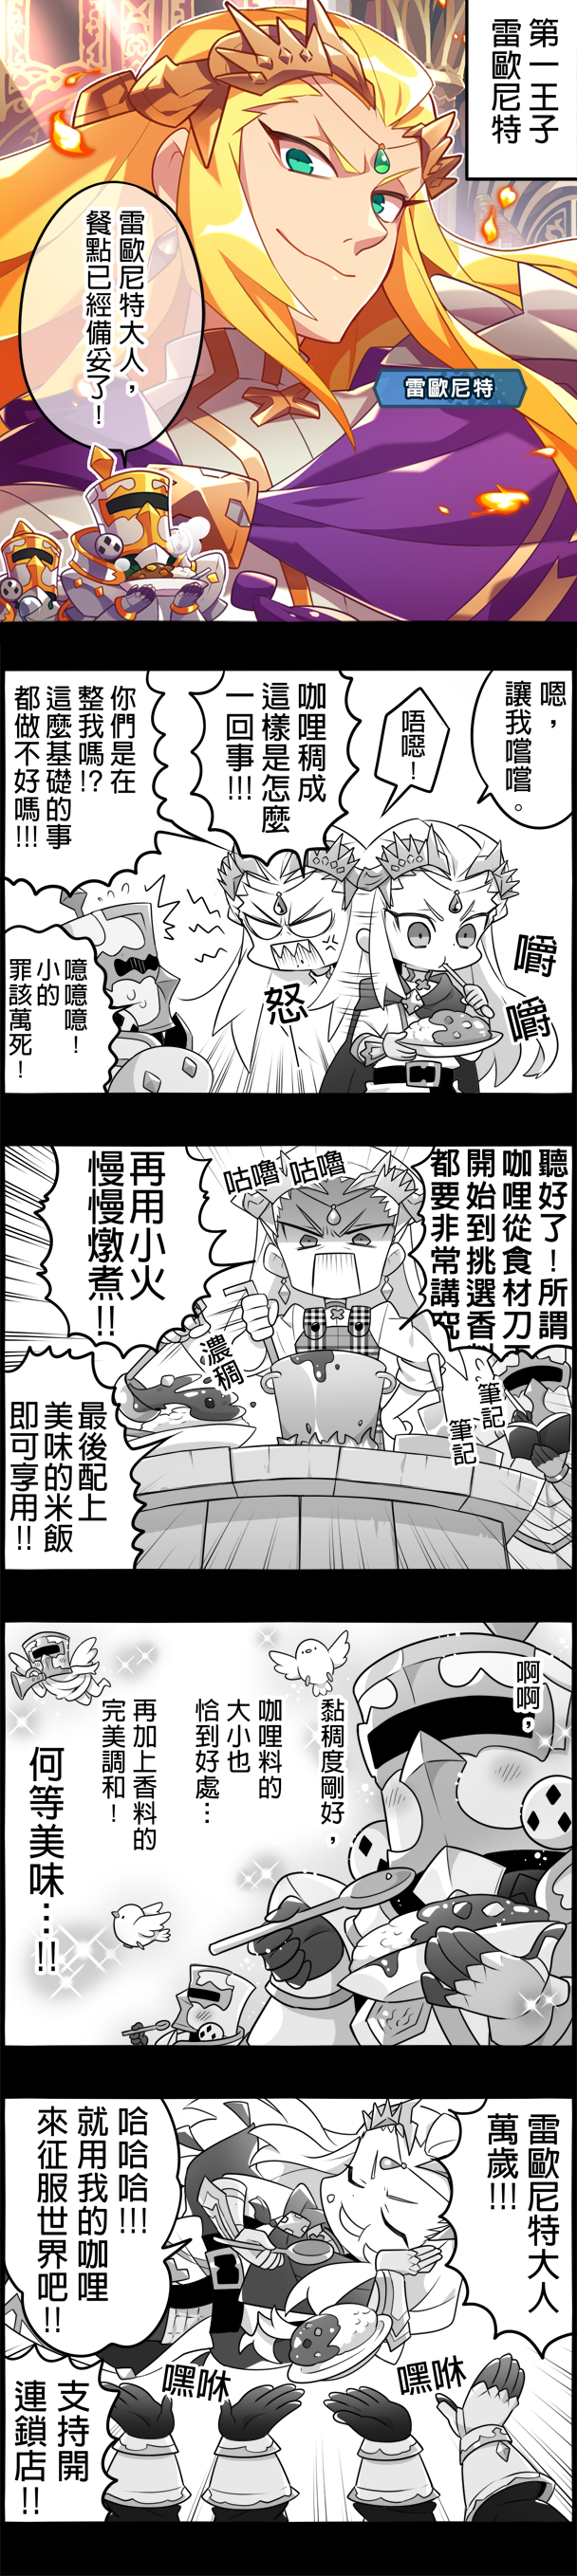 第一王子
雷歐尼特
雷歐尼特大人，
餐點已經備妥了！
雷歐尼特
嗯，
讓我嚐嚐。
唔噁！
嚼
嚼
咖哩稠成
這樣是怎麼
一回事!!!
怒
你們是在
整我嗎!?
這麼基礎的事
都做不好嗎!!!
噫噫噫！
小的
罪該萬死！
聽好了！所謂
咖哩從食材刀
開始到挑選香料
都要非常講究
筆記
筆記
咕嚕
咕嚕
濃稠
再用小火
慢慢燉煮!!
最後配上
美味的米飯
即可享用!!
啊啊，
黏稠度剛好，
咖哩料的
大小也
恰到好處…
再加上香料的
完美調和！
何等美味…!!
雷歐尼特大人
萬歲!!!
哈哈哈!!!
就用我的咖哩
來征服世界吧!!
嘿咻
嘿咻
支持開
連鎖店!!